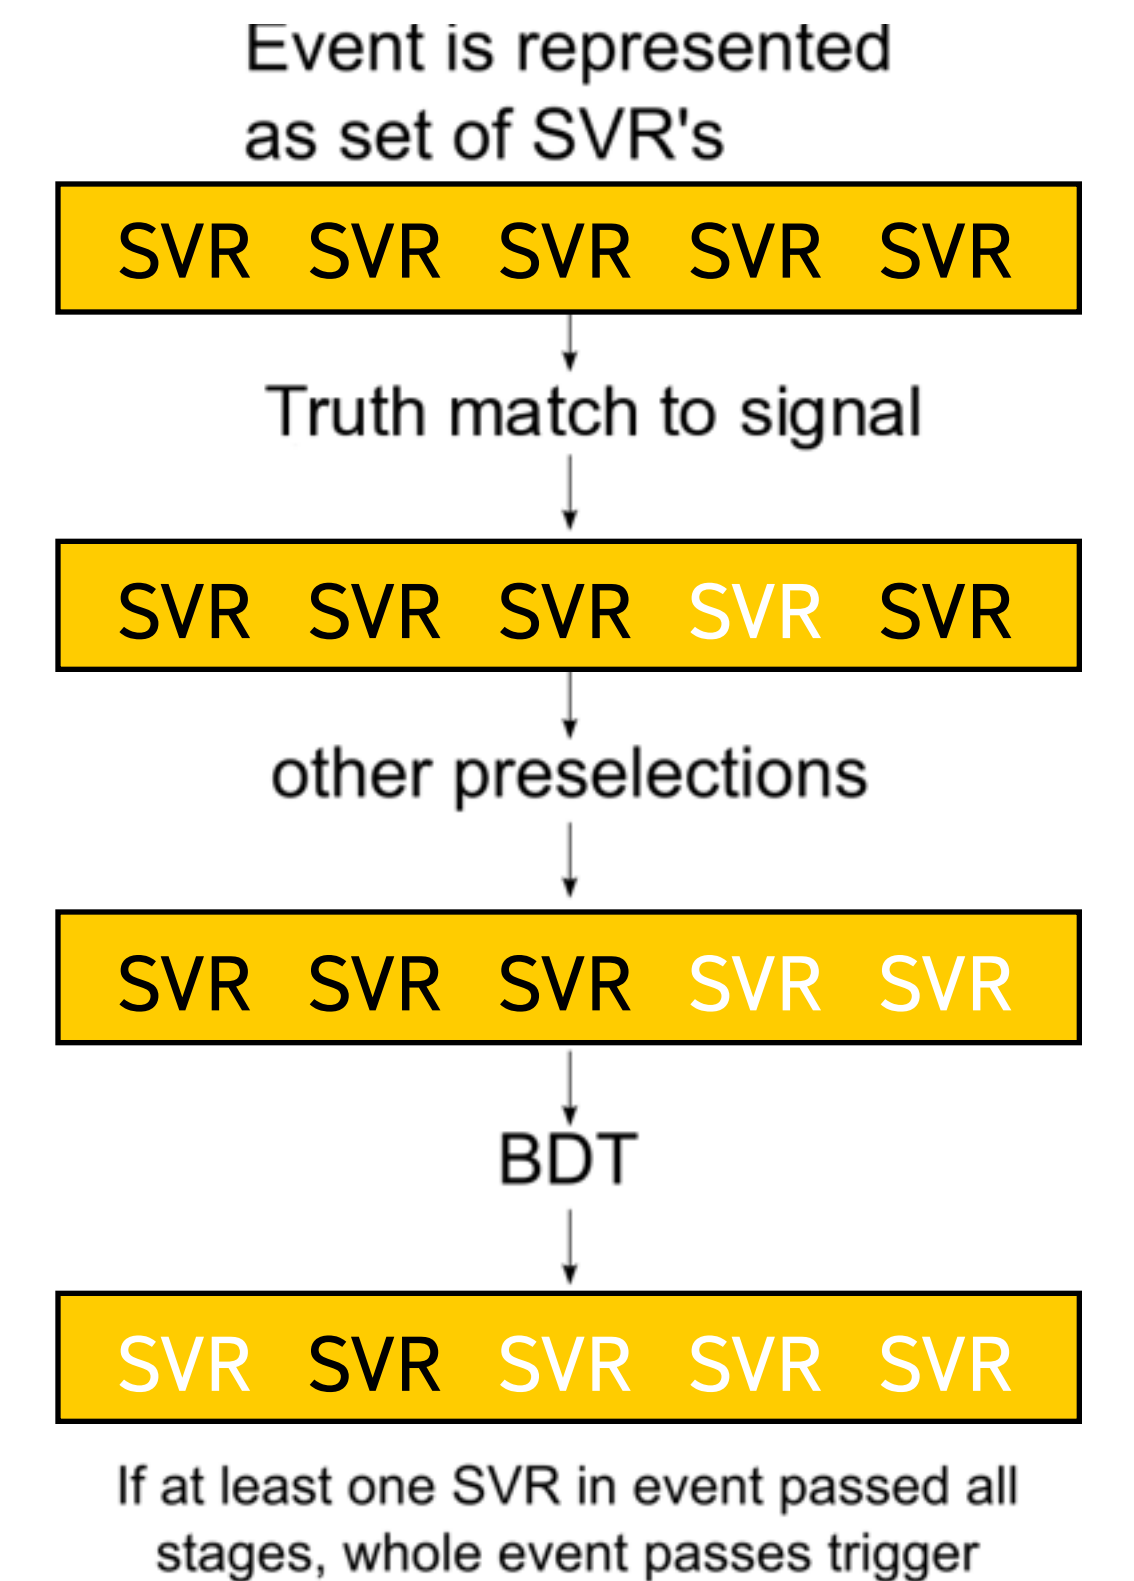 Event is represented
as set of SVR's
SVR SVR SVR SVR SVR
Truth match to signal
SVR SVR SVR SVR SVR
other preselections
SVR SVR SVR SVR SVR
BDT
SVR SVR SVR SVR SVR
If at least one SVR in event passed all
stages, whole event passes trigger